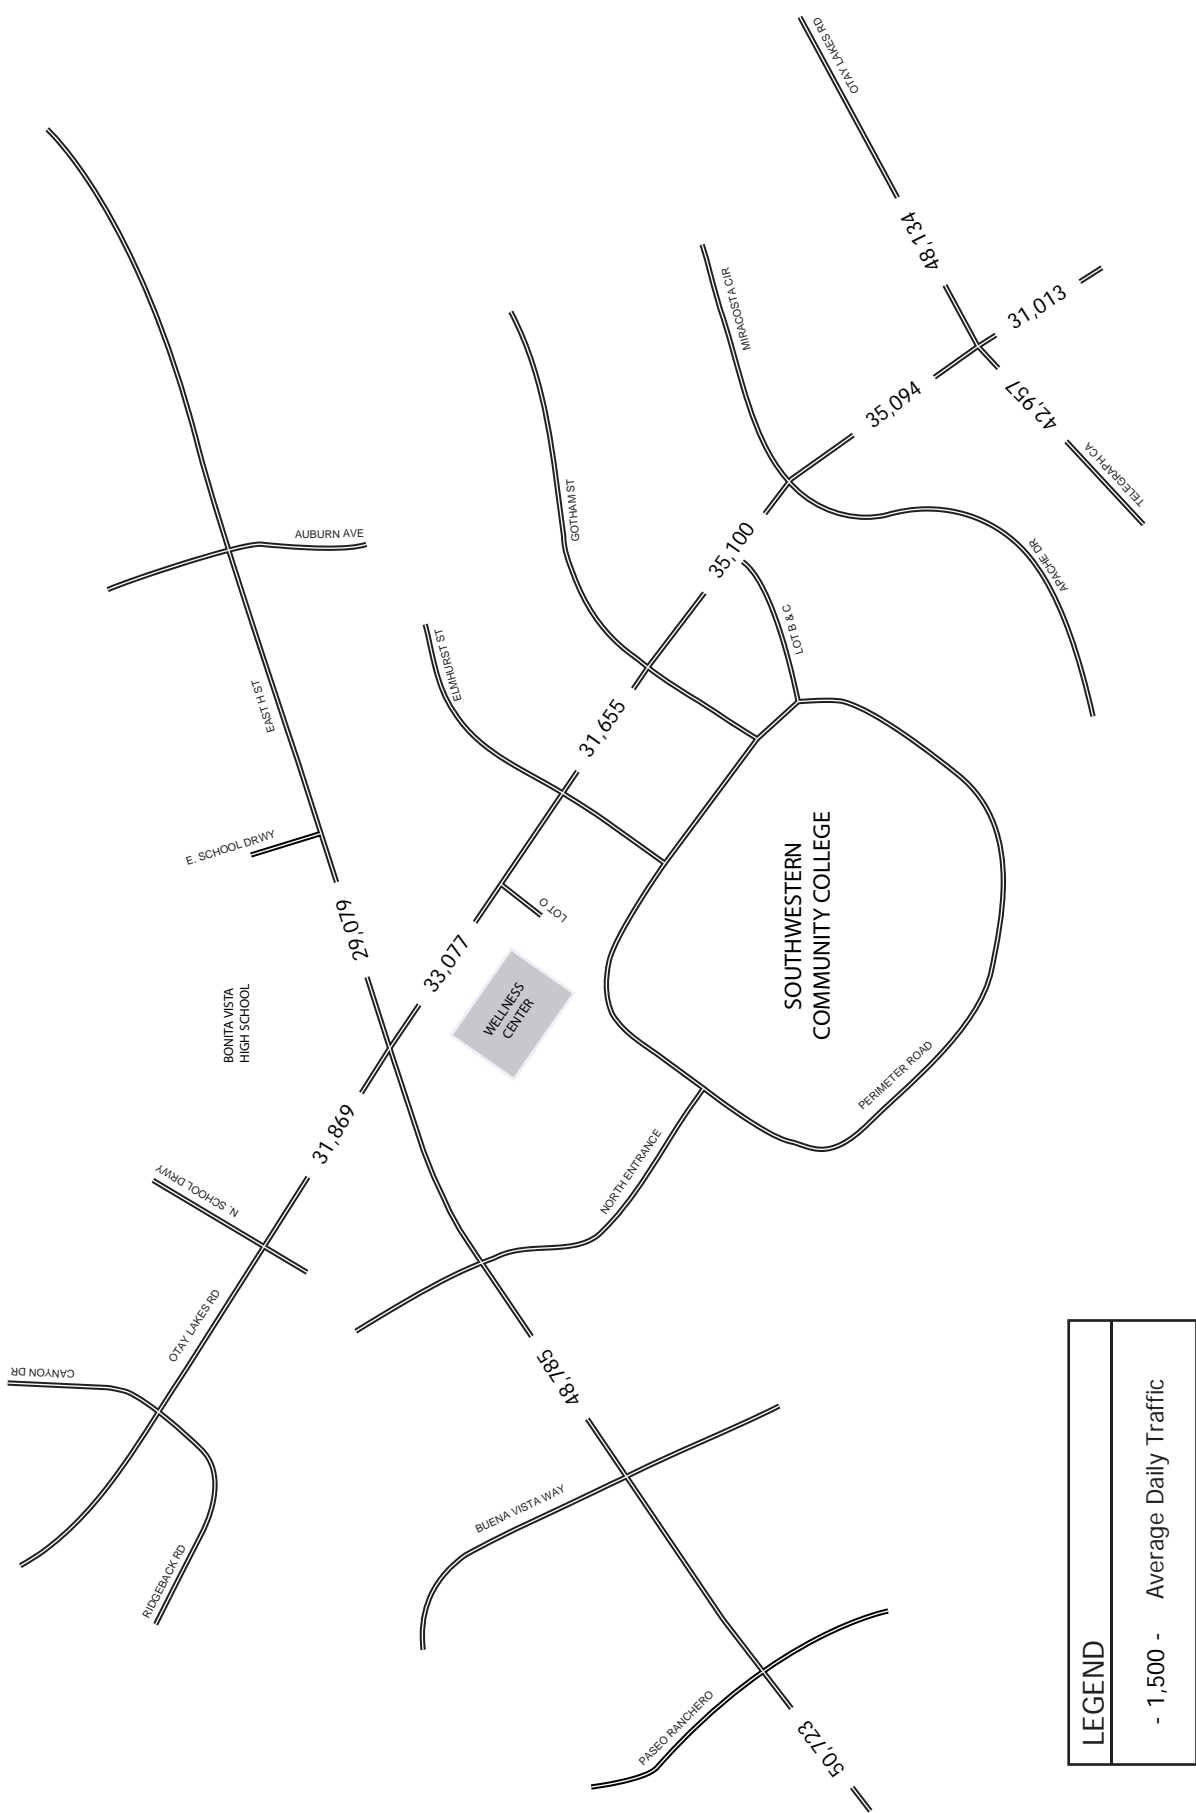 OTAY LAKES RD
48,134
MIRACOSTA CIR
31,013
35,094
42,957
TELEGRAPH CA
GOTHAM ST
35,100
APACHE DR
AUBURN AVE
LOT B & C
ELMHURST ST
EAST H ST
31,655
E. SCHOOL DRWY
29,079
LOT O
33,077
SOUTHWESTERN
COMMUNITY COLLEGE
BONITA VISTA
HIGH SCHOOL
WELLNESS
CENTER
PERIMETER ROAD
31,869
N. SCHOOL DRWY
NORTH ENTRANCE
OTAY LAKES RD
CANYON DR
48,785
BUENA VISTA WAY
RIDGEBACK RD
PASEO RANCHERO
50,723
LEGEND
- 1,500 - Average Daily Traffic